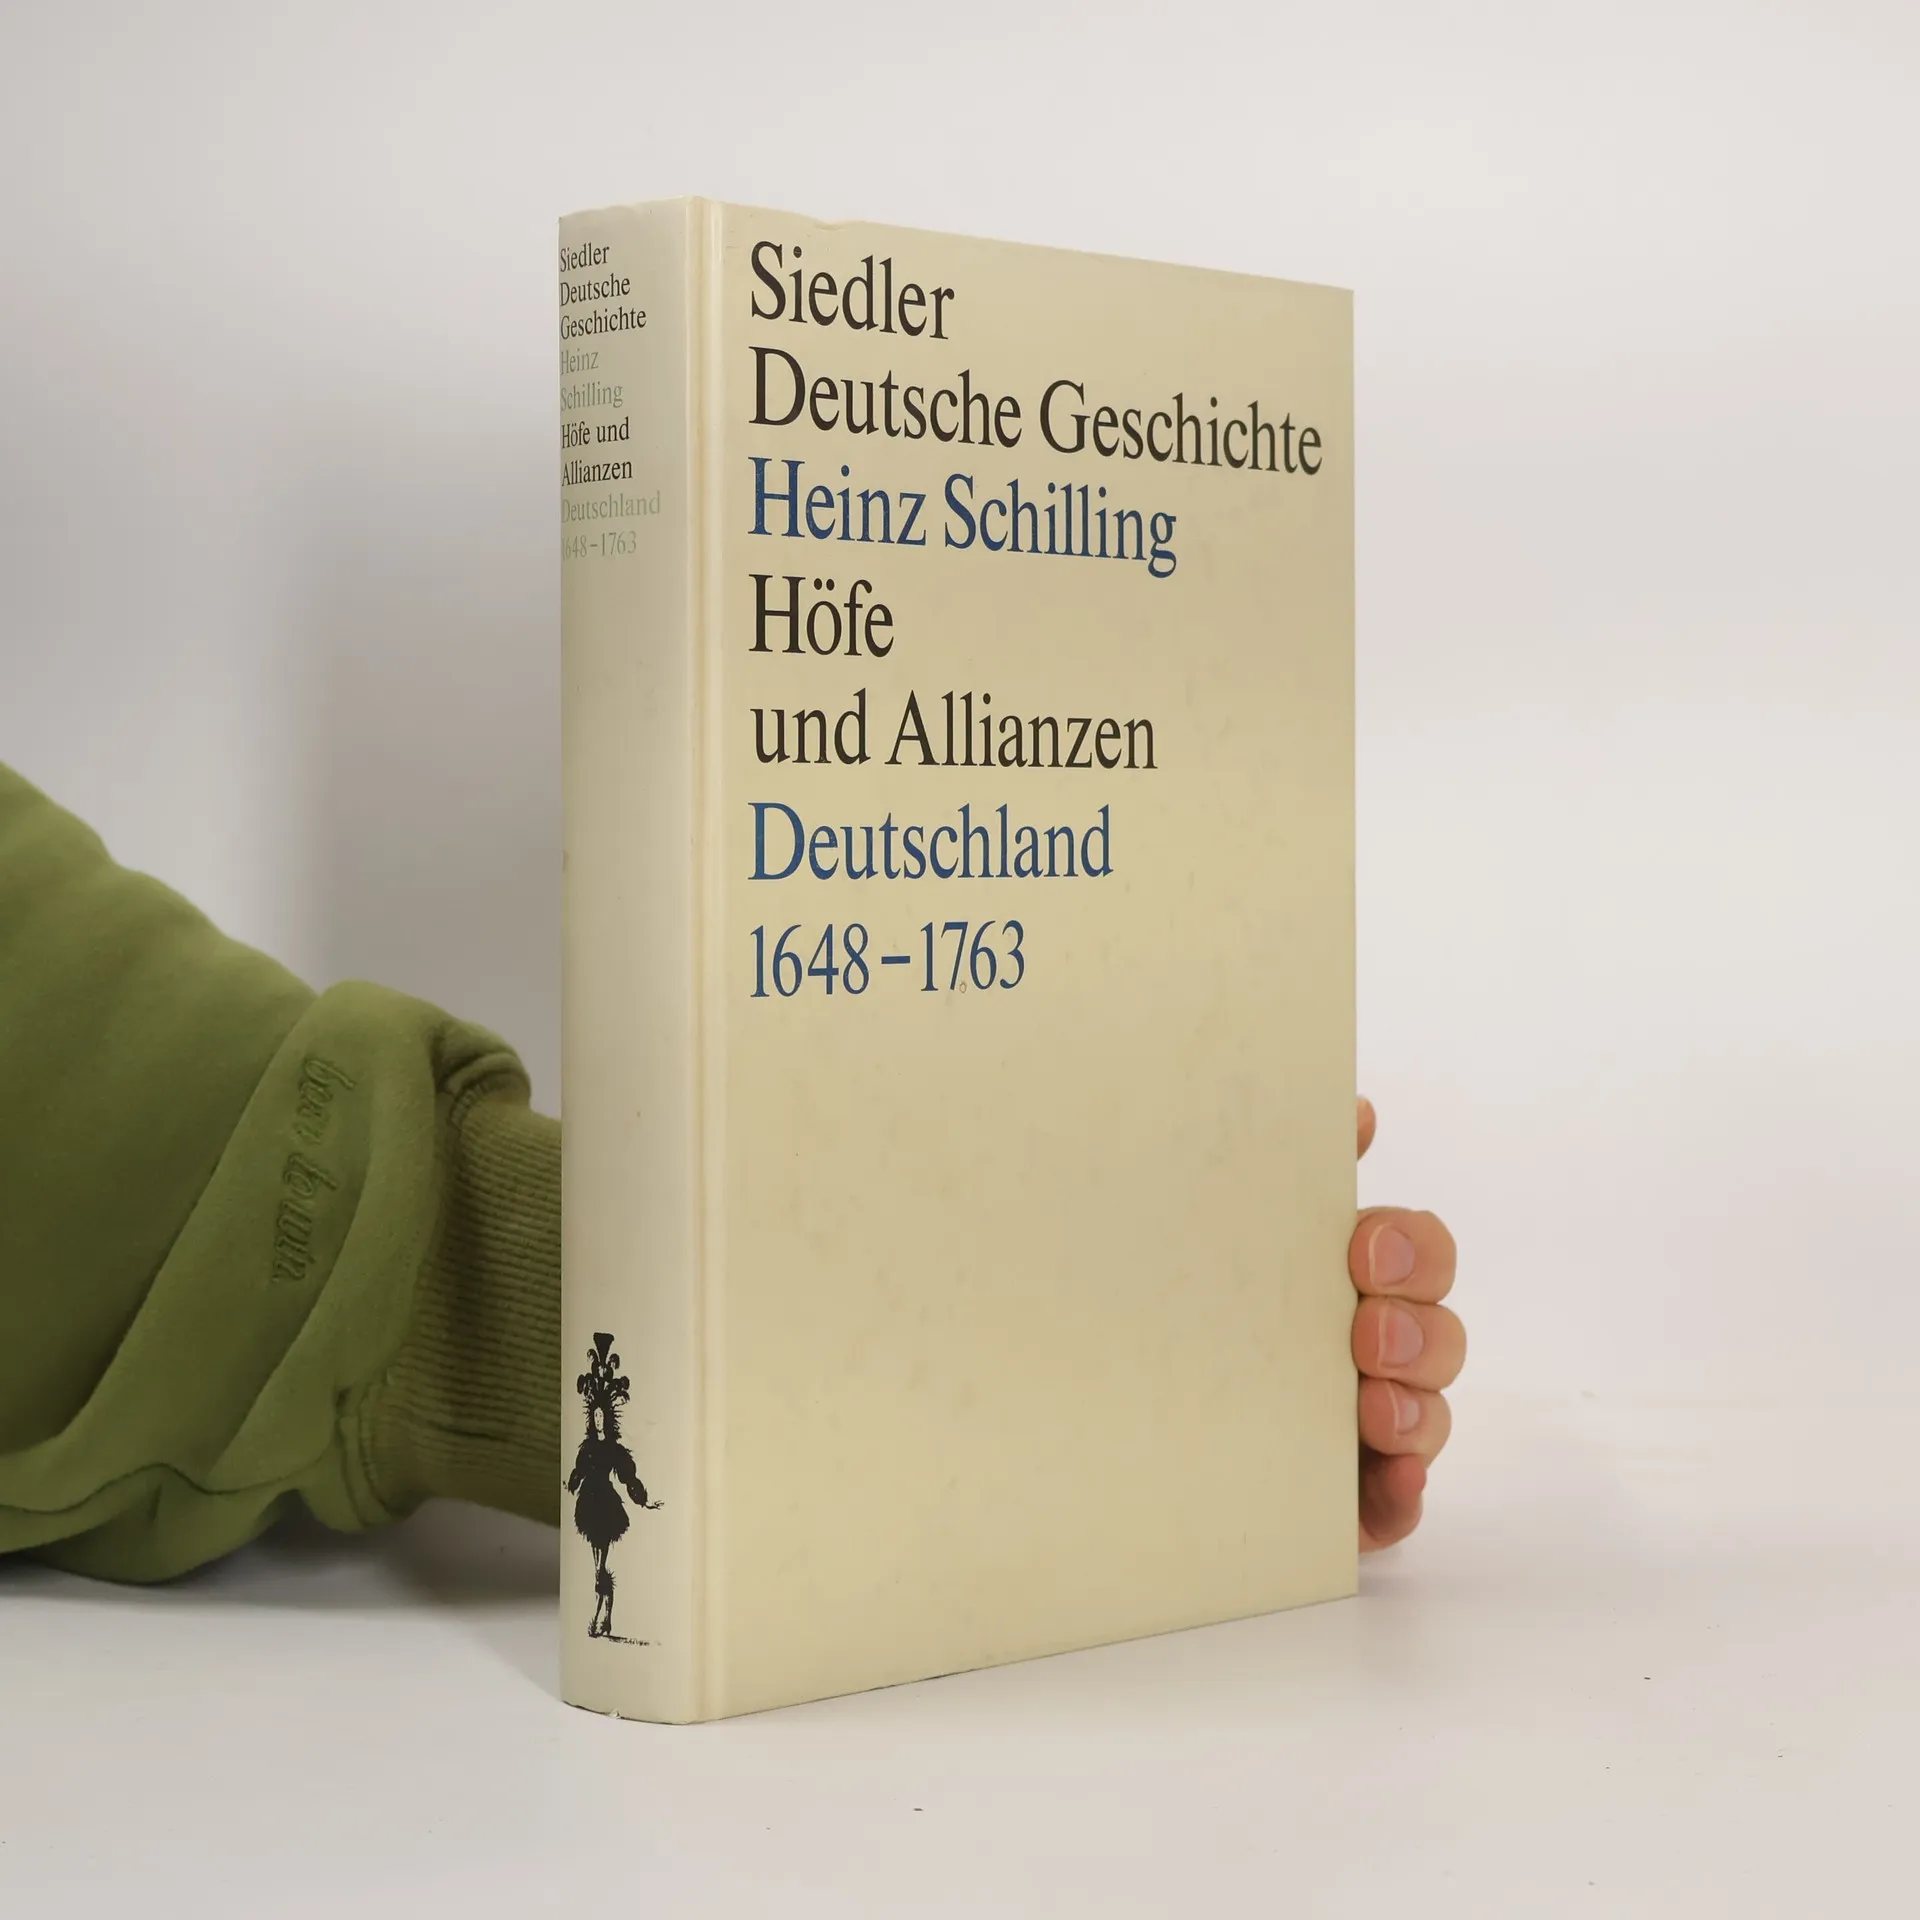 Siedler
Deutsche
Geschichte
Heinz
Schilling
Höfe und
Allianzen
Deutschland
1648–1763
Siedler
Deutsche Geschichte
Heinz Schilling
Höfe
und Allianzen
Deutschland
1648–1763